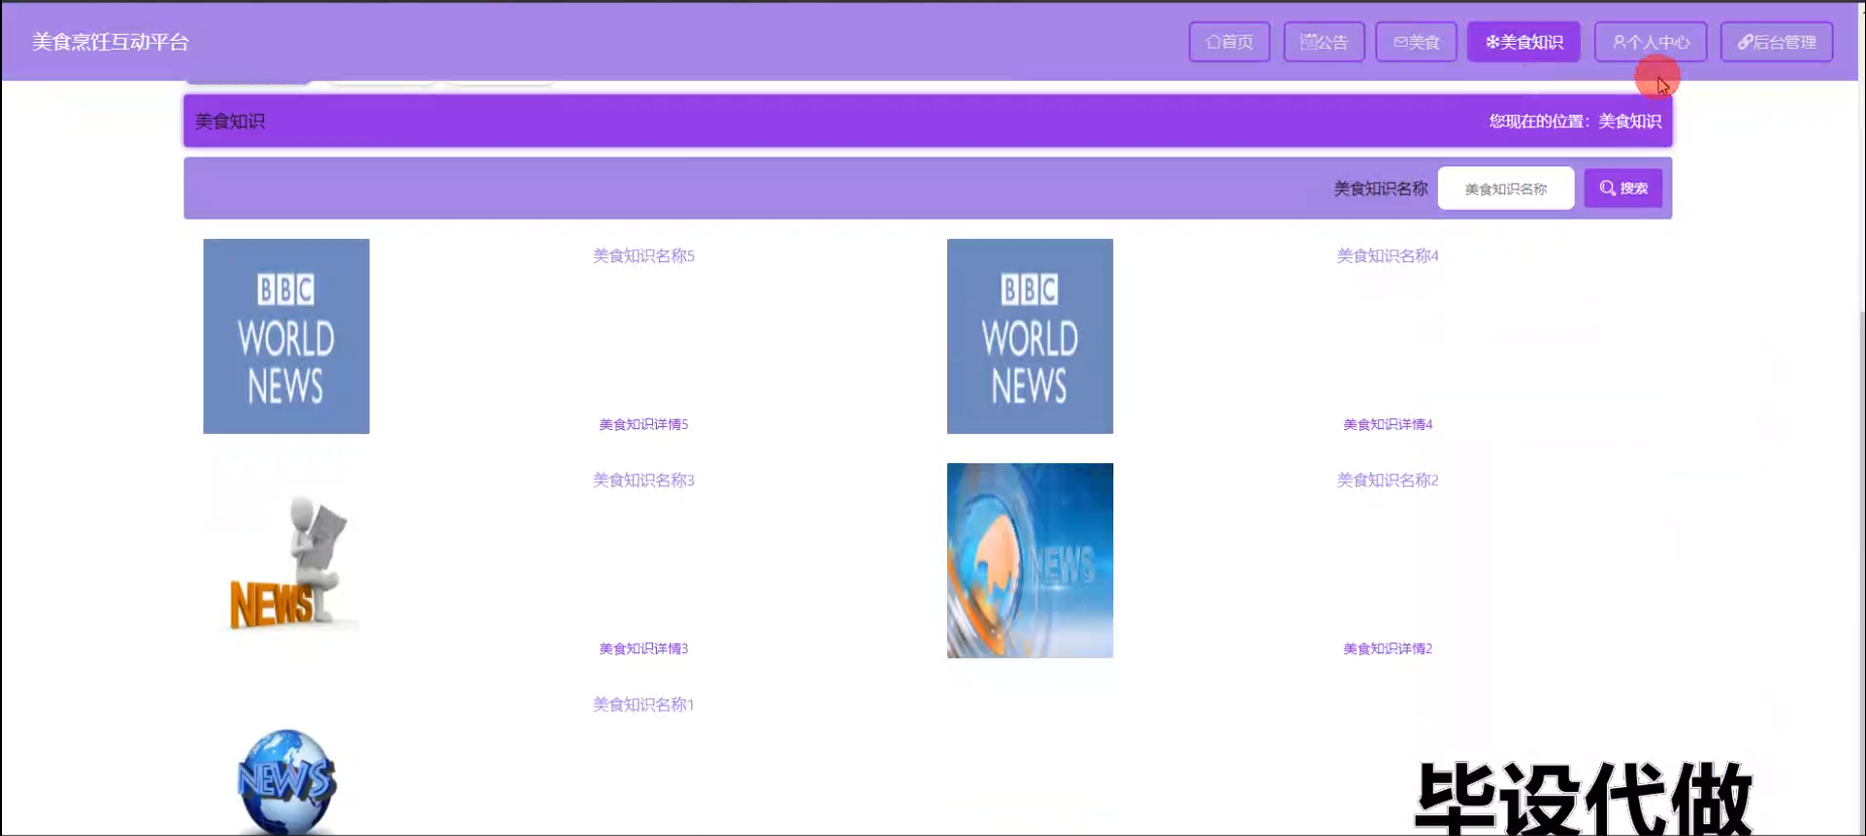 美食烹饪互动平台
首页
公告
美食
美食知识
个人中心
后台管理
美食知识
您现在的位置：美食知识
美食知识名称
美食知识名称
搜索
BBC
WORLD
NEWS
美食知识名称5
美食知识详情5
BBC
WORLD
NEWS
美食知识名称4
美食知识详情4
NEWS
美食知识名称3
美食知识详情3
NEWS
美食知识名称2
美食知识详情2
NEWS
美食知识名称1
毕设代做